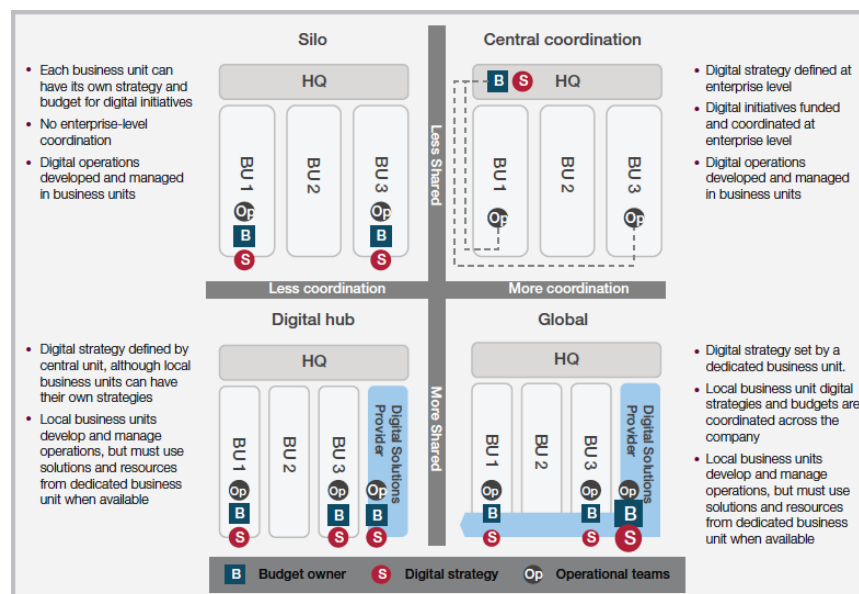 Silo
• Each business unit can
have its own strategy and
budget for digital initiatives
• No enterprise-level
coordination
• Digital operations
developed and managed
in business units
HQ
BU 1
BU 2
BU 3
Op
B
S
Op
B
S
Central coordination
B S HQ
BU 1
BU 2
BU 3
Op
Op
• Digital strategy defined at
enterprise level
• Digital initiatives funded
and coordinated at
enterprise level
• Digital operations
developed and managed
in business units
Less Shared
Less coordination
More coordination
More Shared
Digital hub
• Digital strategy defined by
central unit, although local
business units can have
their own strategies
• Local business units
develop and manage
operations, but must use
solutions and resources
from dedicated business
unit when available
HQ
BU 1
BU 2
BU 3
Digital Solutions
Provider
Op
B
S
Op
B
S
Op
B
S
Global
HQ
BU 1
BU 2
BU 3
Digital Solutions
Provider
Op
B
S
Op
B
S
Op
B
S
• Digital strategy set by a
dedicated business unit.
• Local business unit digital
strategies and budgets are
coordinated across the
company
• Local business units
develop and manage
operations, but must use
solutions and resources
from dedicated business
unit when available
B Budget owner S Digital strategy Op Operational teams